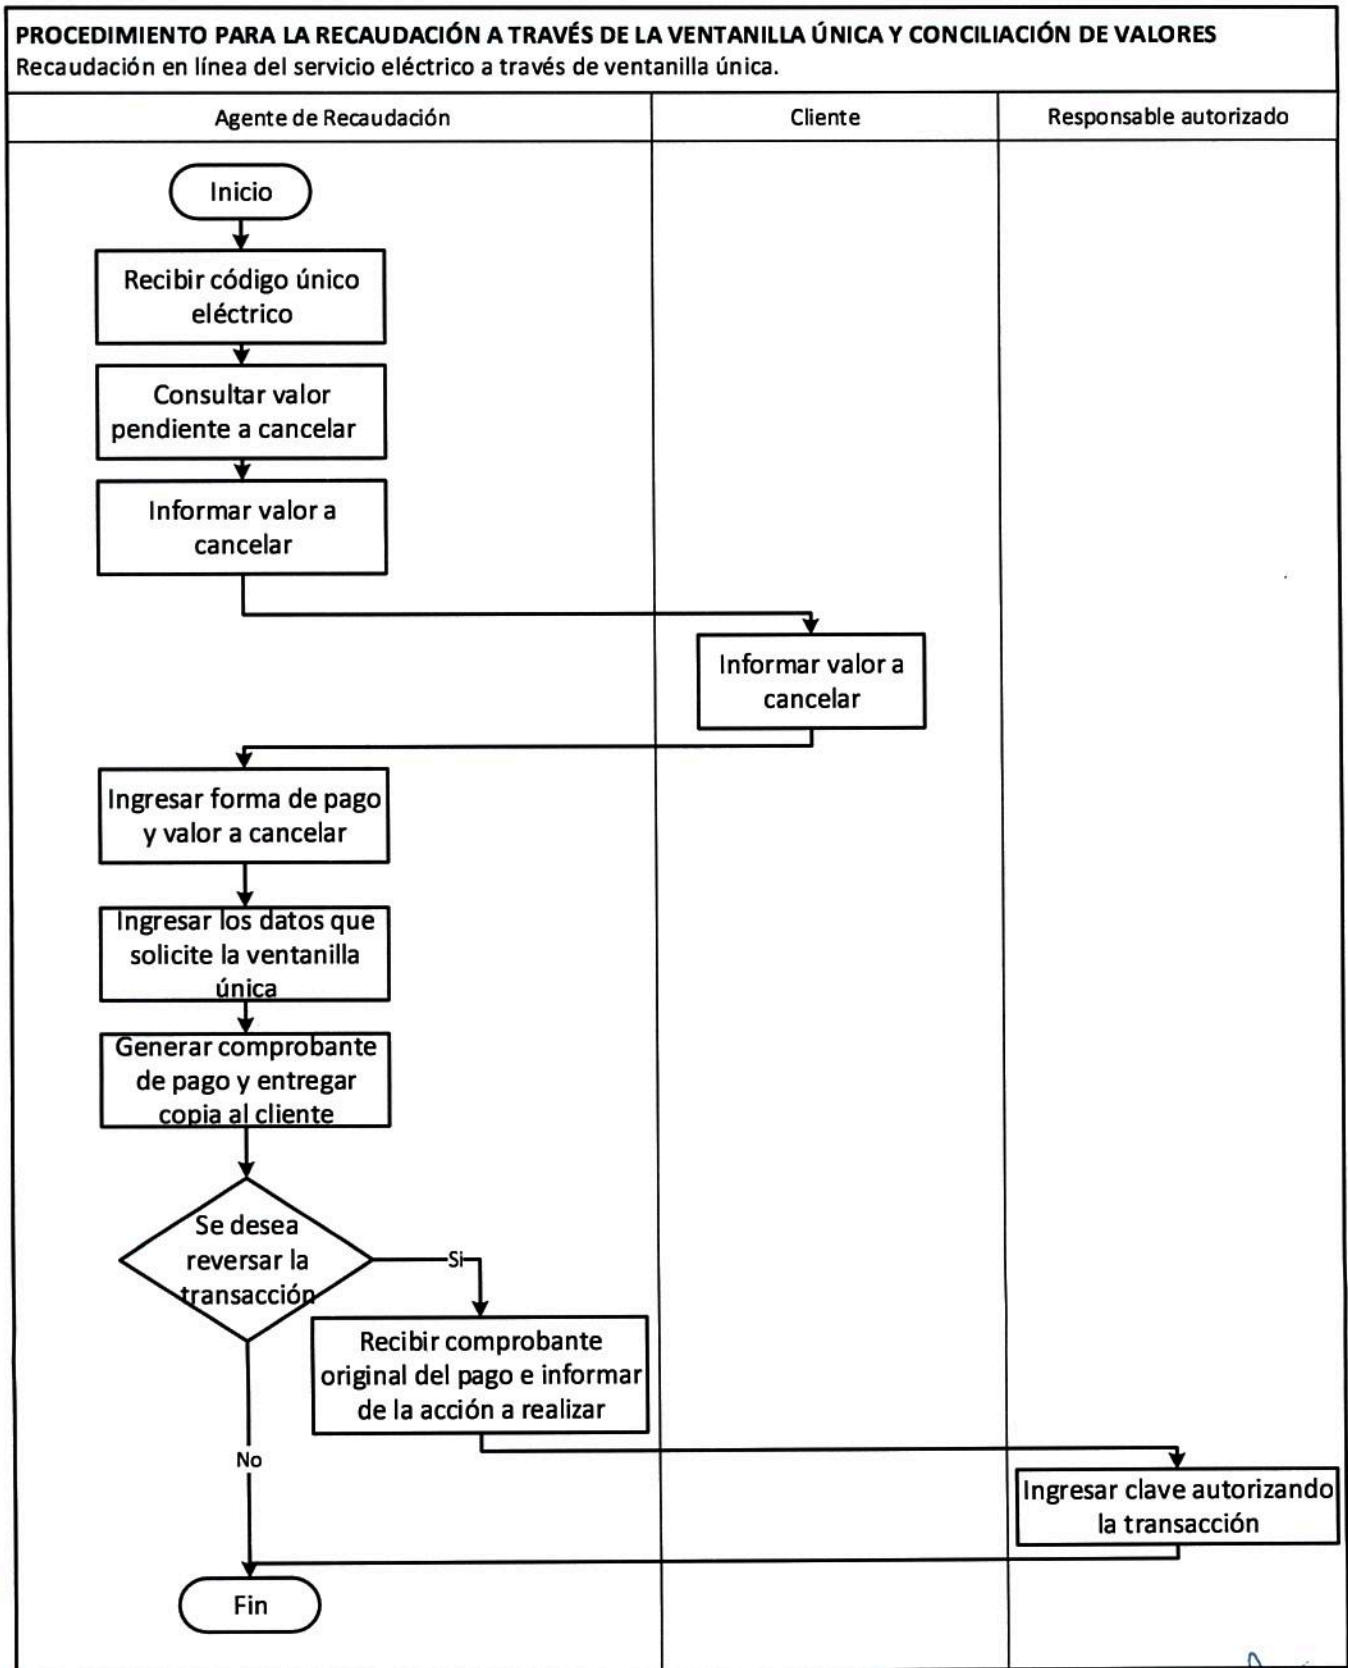 PROCEDIMIENTO PARA LA RECAUDACIÓN A TRAVÉS DE LA VENTANILLA ÚNICA Y CONCILIACIÓN DE VALORES
Recaudación en línea del servicio eléctrico a través de ventanilla única.
Agente de Recaudación
Cliente
Responsable autorizado
Inicio
Recibir código único
eléctrico
Consultar valor
pendiente a cancelar
Informar valor a
cancelar
Informar valor a
cancelar
Ingresar forma de pago
y valor a cancelar
Ingresar los datos que
solicite la ventanilla
única
Generar comprobante
de pago y entregar
copia al cliente
Se desea
reversar la
transacción
Si
Recibir comprobante
original del pago e informar
de la acción a realizar
No
Ingresar clave autorizando
la transacción
Fin